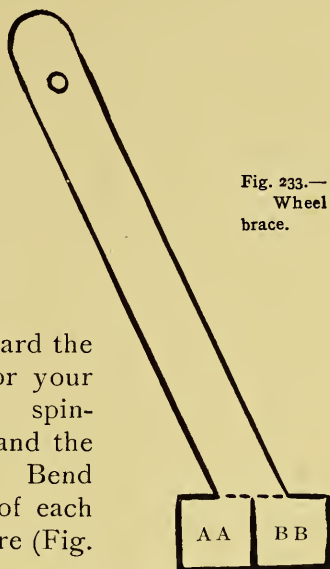 Fig. 233.—
Wheel
brace.
ard the
or your
spin-
and the
Bend
of each
re (Fig.
AA
BB